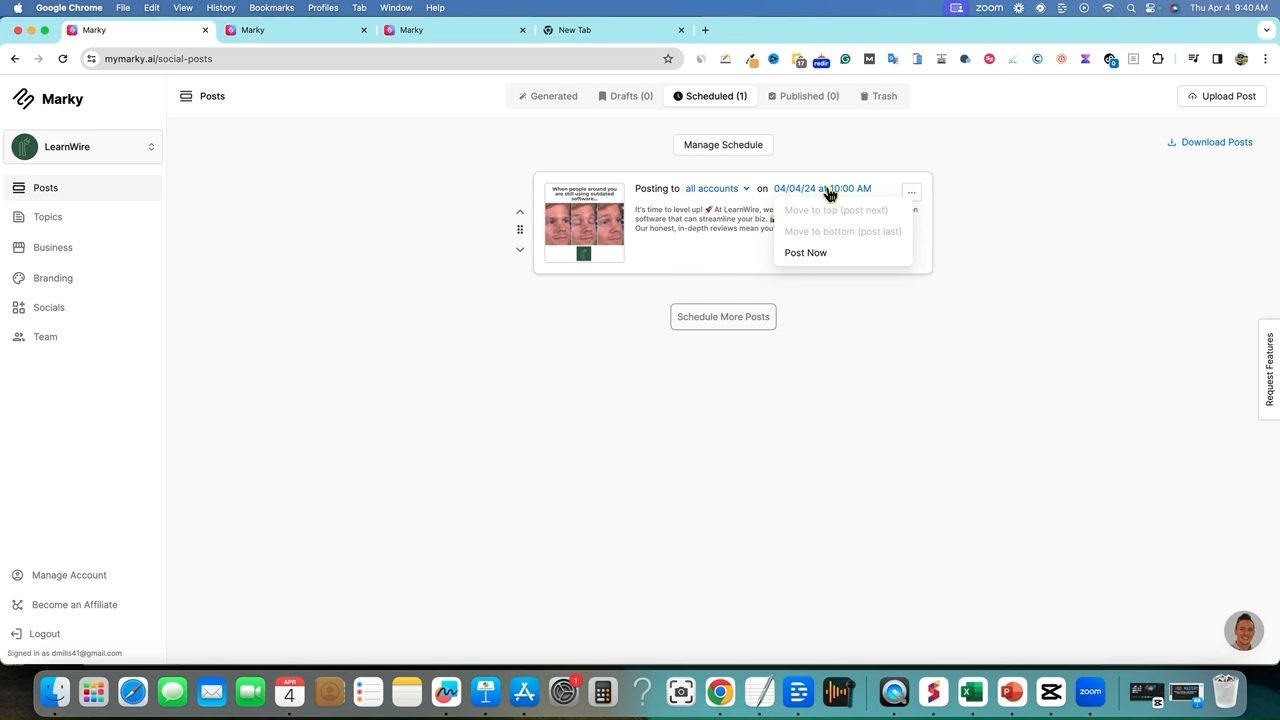 Google Chrome File Edit View History Bookmarks Profiles Tab Window Help
zoom
Thu Apr 4 9:40 AM
Marky
Marky
Marky
New Tab
mymarky.ai/social-posts
17
redir
0
Marky
Posts
Generated
Drafts (0)
Scheduled (1)
Published (0)
Trash
Upload Post
LearnWire
Manage Schedule
Download Posts
Posts
Topics
Business
Branding
Socials
Team
When people around you
are still using outdated
software...
Posting to all accounts on 04/04/24 at 10:00 AM
...
It's time to level up! 🚀 At LearnWire, we
on
software that can streamline your biz.
Our honest, in-depth reviews mean you'
Move to top (post next)
Move to bottom (post last)
Post Now
Schedule More Posts
Request Features
Manage Account
Become an Affiliate
Logout
Signed in as dmills41@gmail.com
APR
4
1
zoom